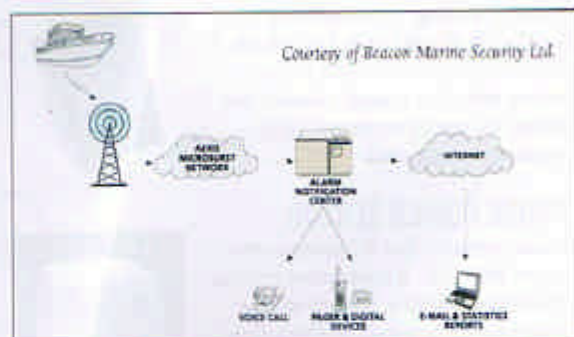 Courtesy of Beacon Marine Security Ltd.
AERIS
MICROBURST
NETWORK
ALARM
NOTIFICATION
CENTER
INTERNET
VOICE CALL
PAGER & DIGITAL
DEVICES
E-MAIL & STATISTICS
REPORTS